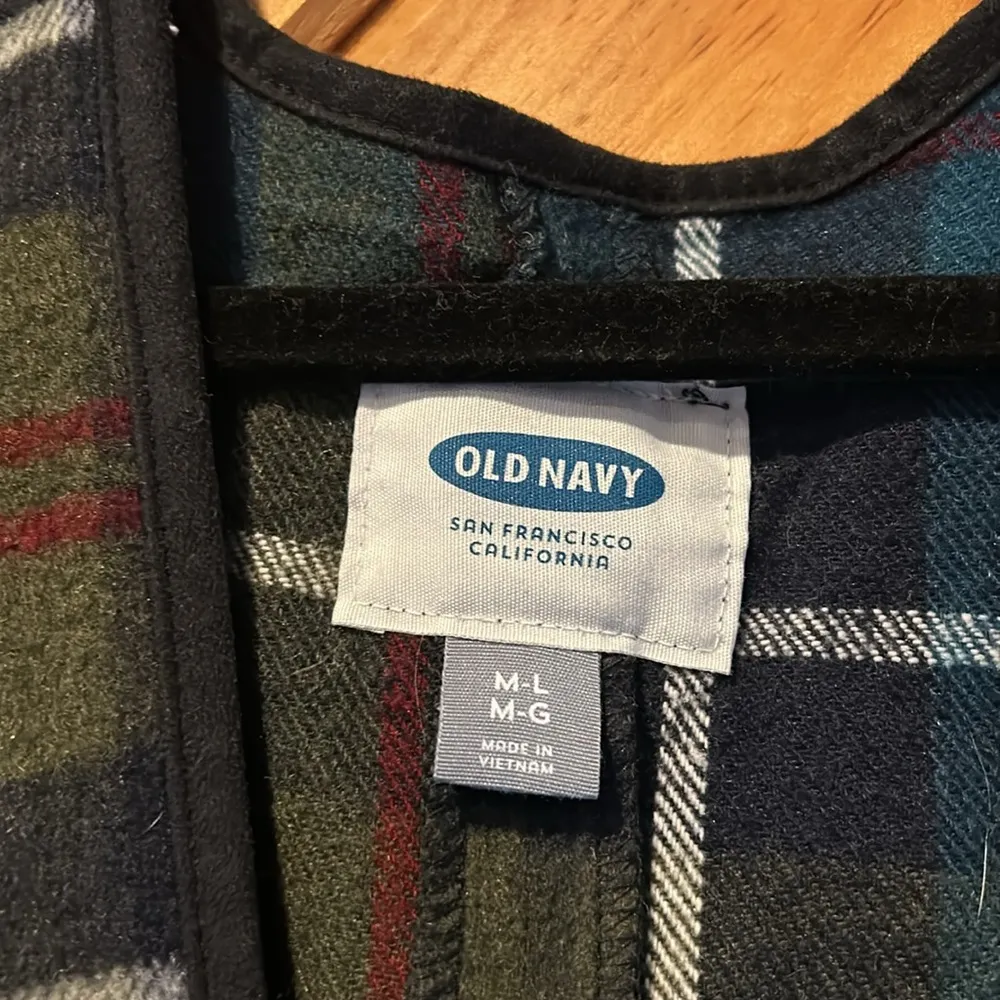 OLD NAVY
SAN FRANCISCO
CALIFORNIA
M-L
M-G
MADE IN
VIETNAM